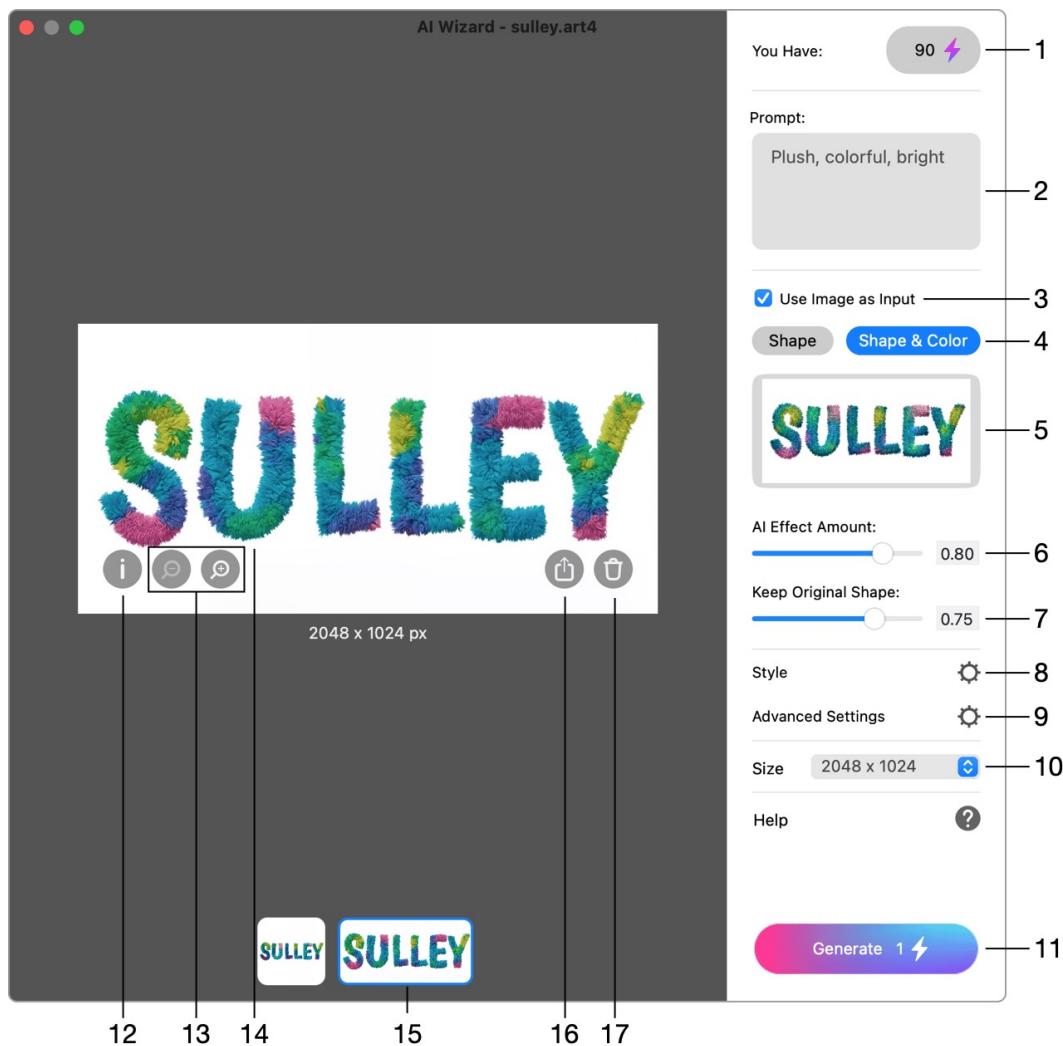 AI Wizard - sulley.art4
You Have:
90
1
Prompt:
Plush, colorful, bright
2
Use Image as Input
3
Shape
Shape & Color
4
SULLEY
5
AI Effect Amount:
0.80
6
Keep Original Shape:
0.75
7
Style
8
Advanced Settings
9
Size
2048 x 1024
10
Help
?
Generate 1
11
SULLEY
i
2048 x 1024 px
SULLEY
SULLEY
12
13
14
15
16
17